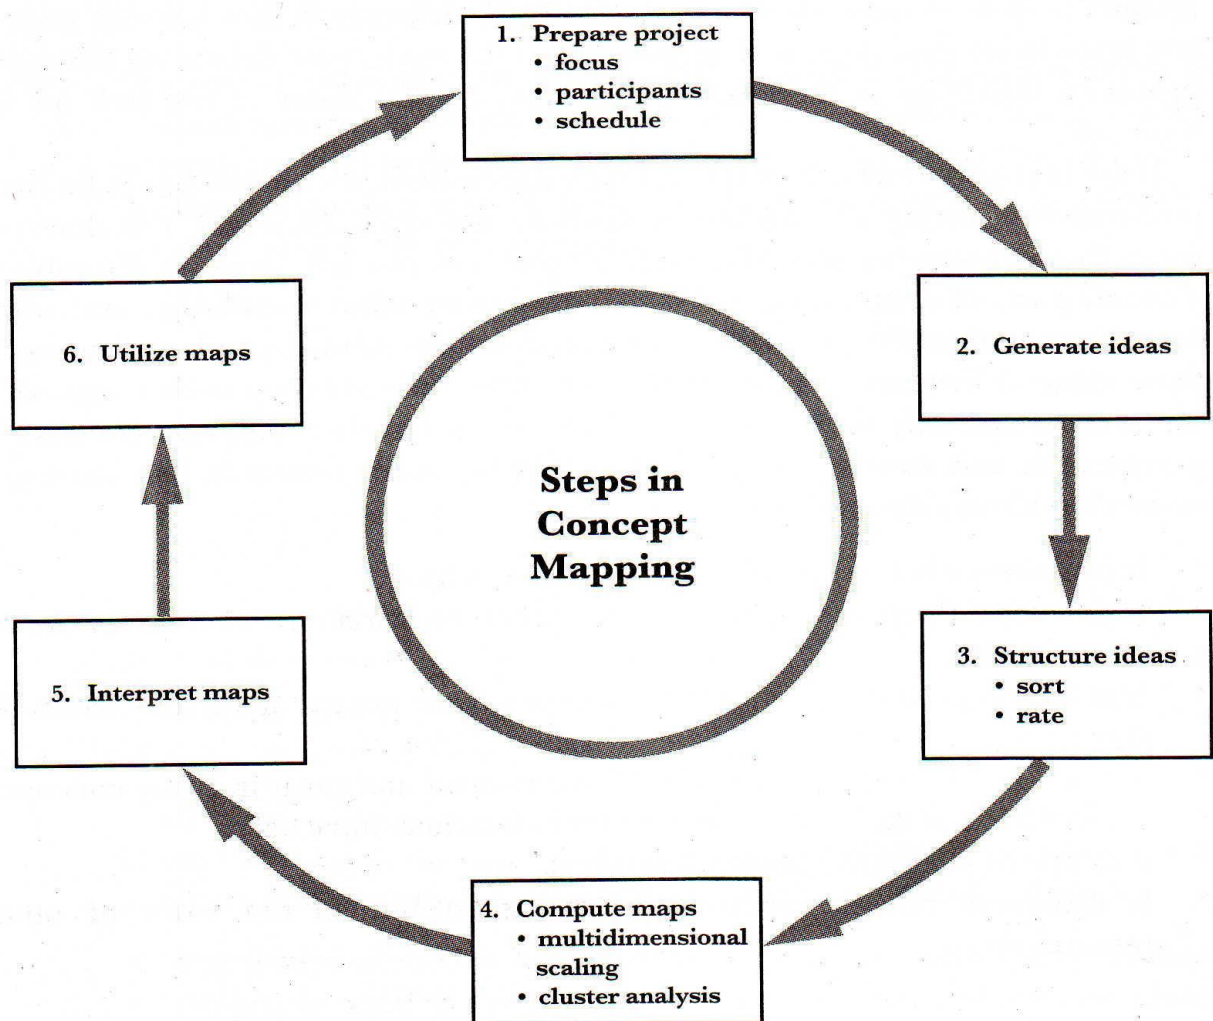 1. Prepare project
• focus
• participants
• schedule
2. Generate ideas
3. Structure ideas
• sort
• rate
4. Compute maps
• multidimensional
scaling
• cluster analysis
5. Interpret maps
6. Utilize maps
Steps in
Concept
Mapping